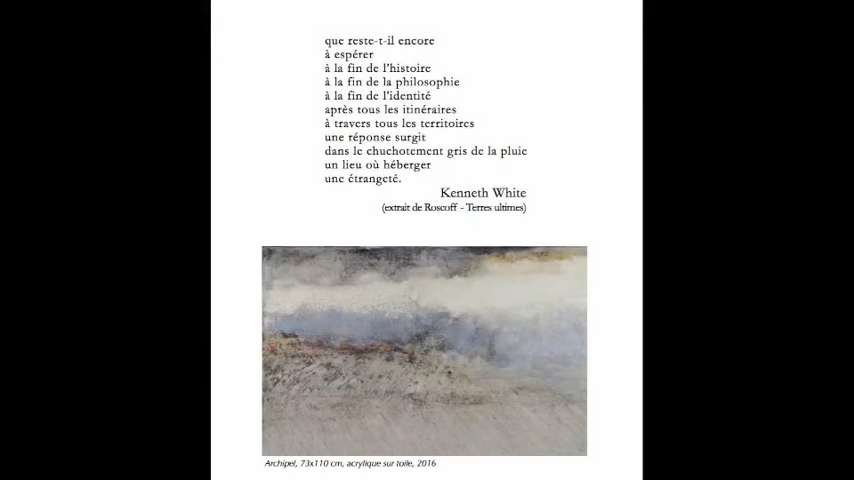 que reste-t-il encore
à espérer
à la fin de l'histoire
à la fin de la philosophie
à la fin de l'identité
après tous les itinéraires
à travers tous les territoires
une réponse surgit
dans le chuchotement gris de la pluie
un lieu où héberger
une étrangeté.
Kenneth White
(extrait de Roscoff - Terres ultimes)
Archipel, 73x110 cm, acrylique sur toile, 2016